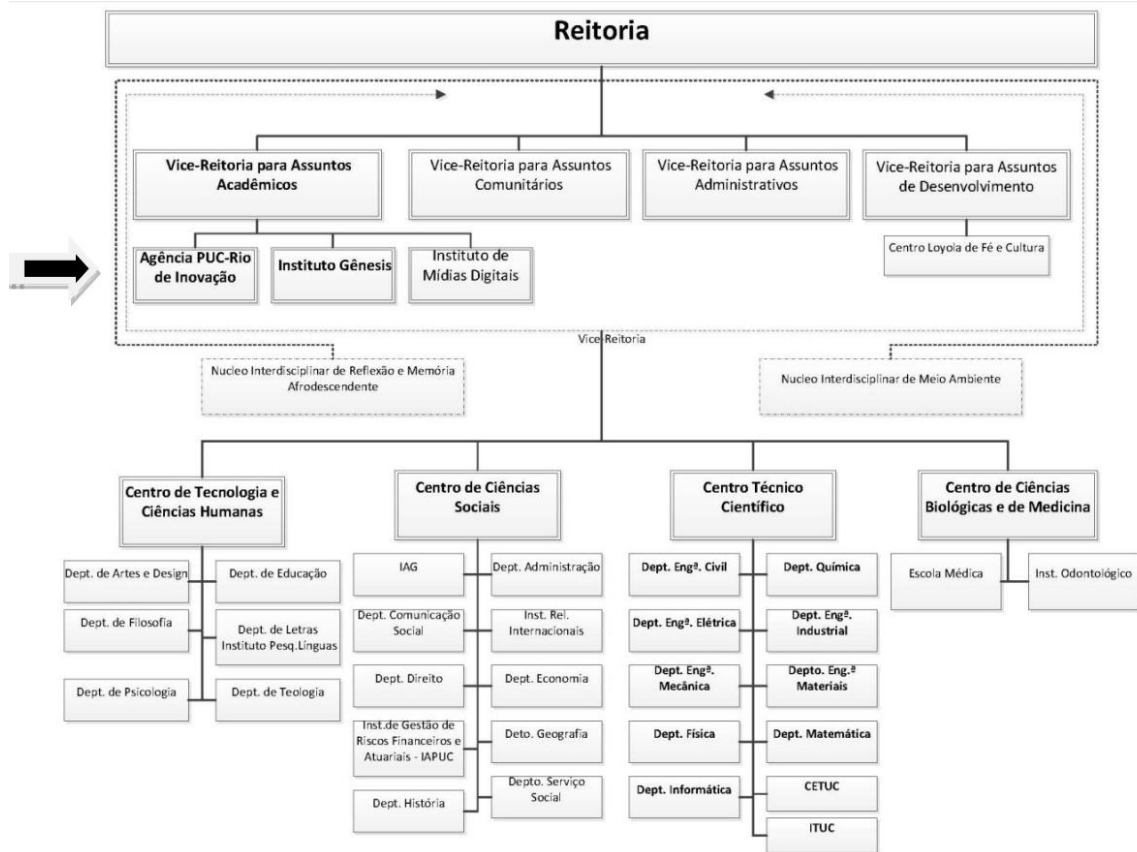 Reitoria
Vice-Reitoria para Assuntos
Acadêmicos
Vice-Reitoria para Assuntos
Comunitários
Vice-Reitoria para Assuntos
Administrativos
Vice-Reitoria para Assuntos
de Desenvolvimento
Agência PUC-Rio
de Inovação
Instituto Gênesis
Instituto de
Mídias Digitais
Centro Loyola de Fé e Cultura
Vice-Reitoria
Nucleo Interdisciplinar de Reflexão e Memória
Afrodescendente
Nucleo Interdisciplinar de Meio Ambiente
Centro de Tecnologia e
Ciências Humanas
Centro de Ciências
Sociais
Centro Técnico
Científico
Centro de Ciências
Biológicas e de Medicina
Dept. de Artes e Design
Dept. de Educação
Dept. de Filosofia
Dept. de Letras
Instituto Pesq.Línguas
Dept. de Psicologia
Dept. de Teologia
IAG
Dept. Administração
Dept. Comunicação
Social
Inst. Rel.
Internacionais
Dept. Direito
Dept. Economia
Inst.de Gestão de
Riscos Financeiros e
Atuariais - IAPUC
Deto. Geografia
Dept. História
Depto. Serviço
Social
Dept. Engª. Civil
Dept. Química
Dept. Engª. Elétrica
Dept. Engª.
Industrial
Dept. Engª.
Mecânica
Depto. Eng.ª
Materiais
Dept. Física
Dept. Matemática
Dept. Informática
CETUC
ITUC
Escola Médica
Inst. Odontológico